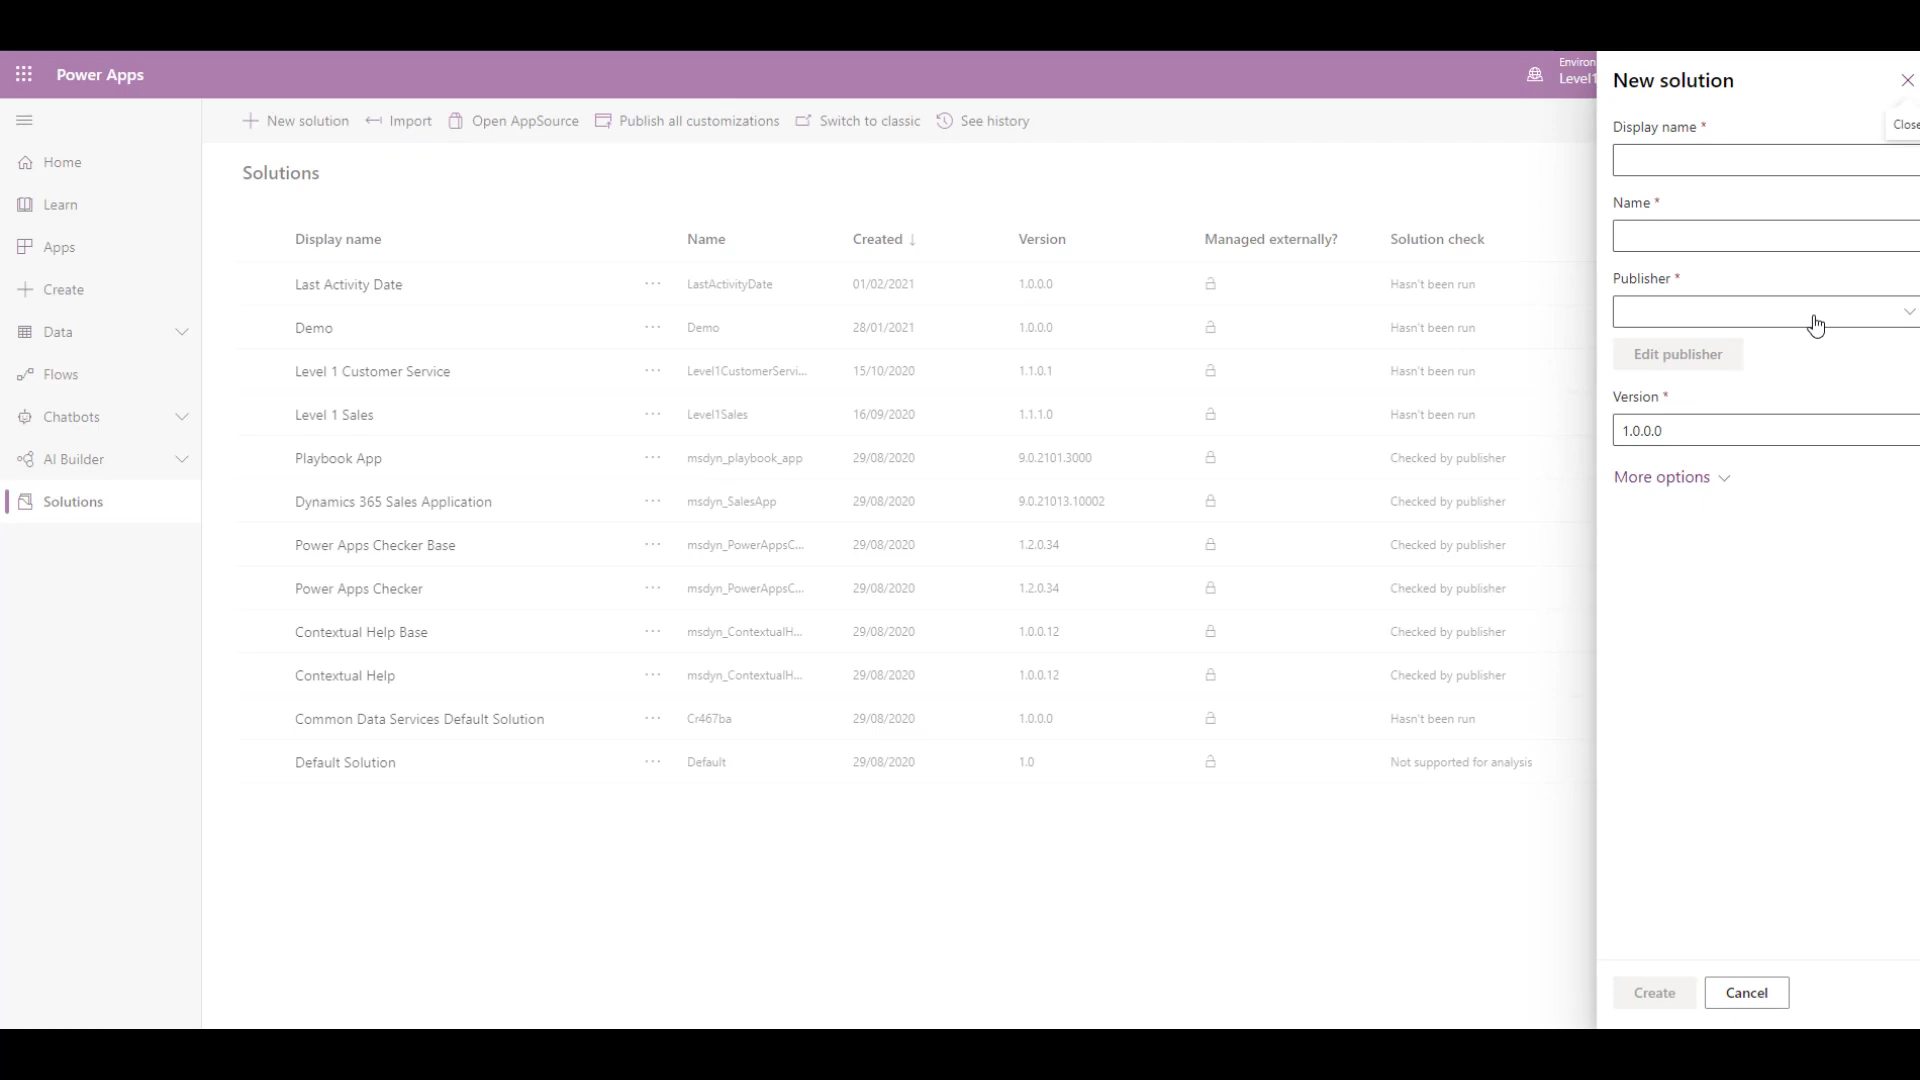 Power Apps
Environ
Level1
New solution
Import
Open AppSource
Publish all customizations
Switch to classic
See history
Home
Learn
Apps
Create
Data
Flows
Chatbots
AI Builder
Solutions
Solutions
Display name Name Created ↓ Version Managed externally? Solution check
Last Activity Date ... LastActivityDate 01/02/2021 1.0.0.0 Hasn't been run
Demo ... Demo 28/01/2021 1.0.0.0 Hasn't been run
Level 1 Customer Service ... Level1CustomerServi... 15/10/2020 1.1.0.1 Hasn't been run
Level 1 Sales ... Level1Sales 16/09/2020 1.1.1.0 Hasn't been run
Playbook App ... msdyn_playbook_app 29/08/2020 9.0.2101.3000 Checked by publisher
Dynamics 365 Sales Application ... msdyn_SalesApp 29/08/2020 9.0.21013.10002 Checked by publisher
Power Apps Checker Base ... msdyn_PowerAppsC... 29/08/2020 1.2.0.34 Checked by publisher
Power Apps Checker ... msdyn_PowerAppsC... 29/08/2020 1.2.0.34 Checked by publisher
Contextual Help Base ... msdyn_ContextualH... 29/08/2020 1.0.0.12 Checked by publisher
Contextual Help ... msdyn_ContextualH... 29/08/2020 1.0.0.12 Checked by publisher
Common Data Services Default Solution ... Cr467ba 29/08/2020 1.0.0.0 Hasn't been run
Default Solution ... Default 29/08/2020 1.0 Not supported for analysis
New solution
Close
Display name *
Name *
Publisher *
Edit publisher
Version *
1.0.0.0
More options
Create
Cancel